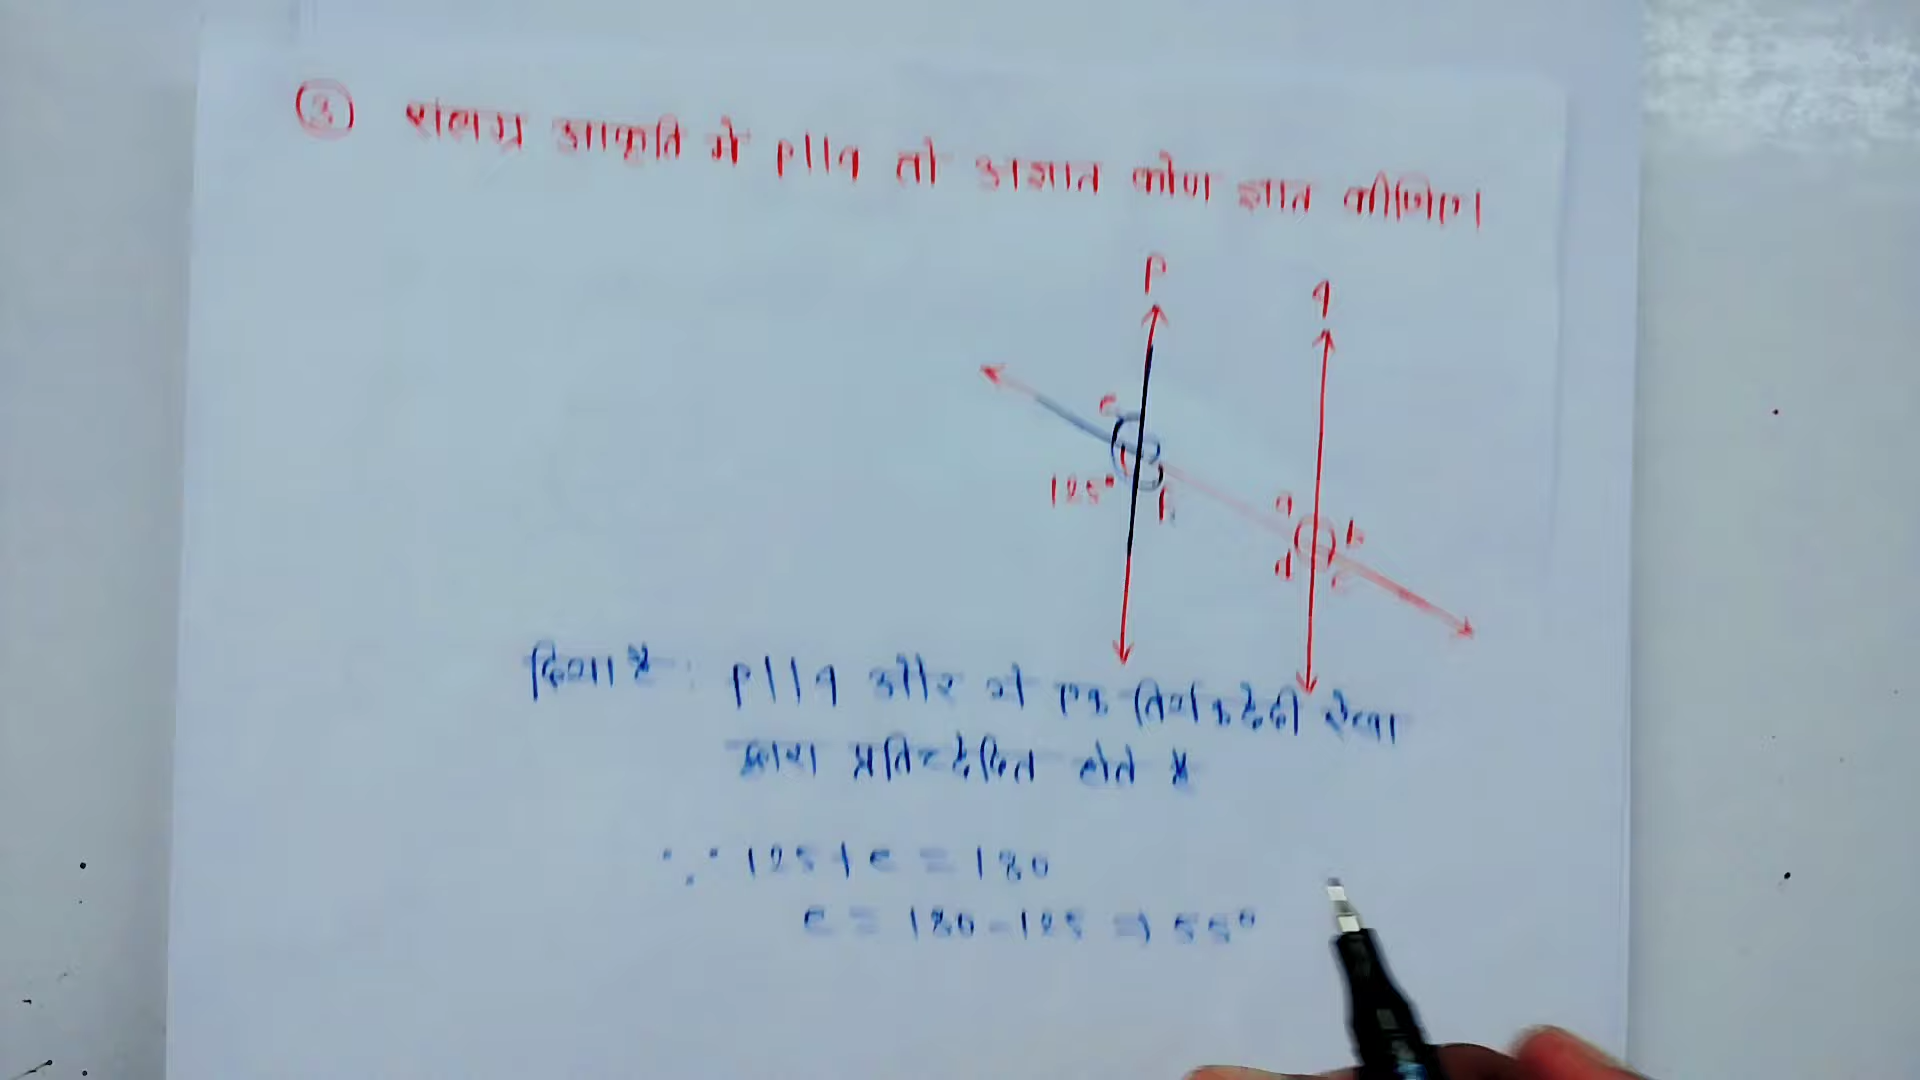 ③ संलग्न आकृति में p||q तो अज्ञात कोण ज्ञात कीजिए।
p
q
e
125°
f
a
b
d
c
दिया है : p||q और वे एक तिर्यक छेदी रेखा
द्वारा प्रतिच्छेदित होते है
∵ 125 + e = 180
e = 180 - 125 ⇒ 55°